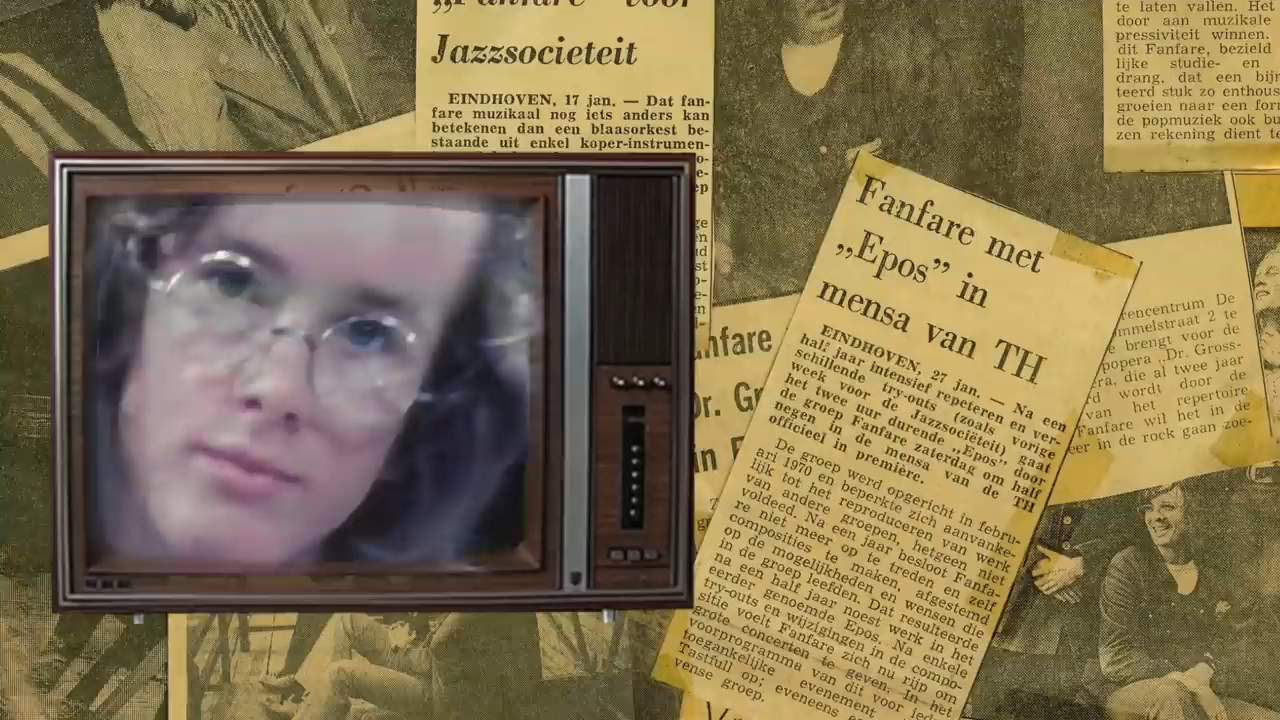 „Fanfare" voor
Jazzsocieteit
EINDHOVEN, 17 jan. — Dat fan-
fare muzikaal nog iets anders kan
betekenen dan een blaasorkest be-
staande uit enkel koper-instrumen-
te laten vallen. Het
door aan muzikale
pressiviteit winnen.
dit Fanfare, bezield
lijke studie- en
drang, dat een bijr
teerd stuk zo enthous
groeien naar een for
de popmuziek ook bu
zen rekening dient te
Fanfare met
„Epos" in
mensa van TH
EINDHOVEN, 27 jan. — Na een
half jaar intensief repeteren en ver-
schillende try-outs (zoals vorige
week voor de Jazzsociëteit) gaat
het twee uur durende „Epos" door
de groep Fanfare zaterdag om half
negen in de mensa van de TH
officieel in première.
De groep werd opgericht in febru-
ari 1970 en beperkte zich aanvanke-
lijk tot het reproduceren van werk
van andere groepen, hetgeen niet
voldeed. Na een jaar besloot Fanfa-
re niet meer op te treden en zelf
composities te maken, afgestemd
op de mogelijkheden en wensen die
in de groep leefden. Dat resulteerde
na een half jaar noest werk in het
eerder genoemde Epos. Na enkele
try-outs en wijzigingen in de compo-
sitie voelt Fanfare zich nu rijp om
grote concerten te geven. In het
voorprogramma van dit voor ieder
toegankelijke evenement
Tastfull op; eveneens
vense groep.
nfare
Dr. Gr
in
rencentrum De
mmelstraat 2 te
e brengt voor de
popera „Dr. Gross-
era, die al twee jaar
rd wordt door de
van het repertoire
Fanfare wil het in de
eer in de rock gaan zoe-